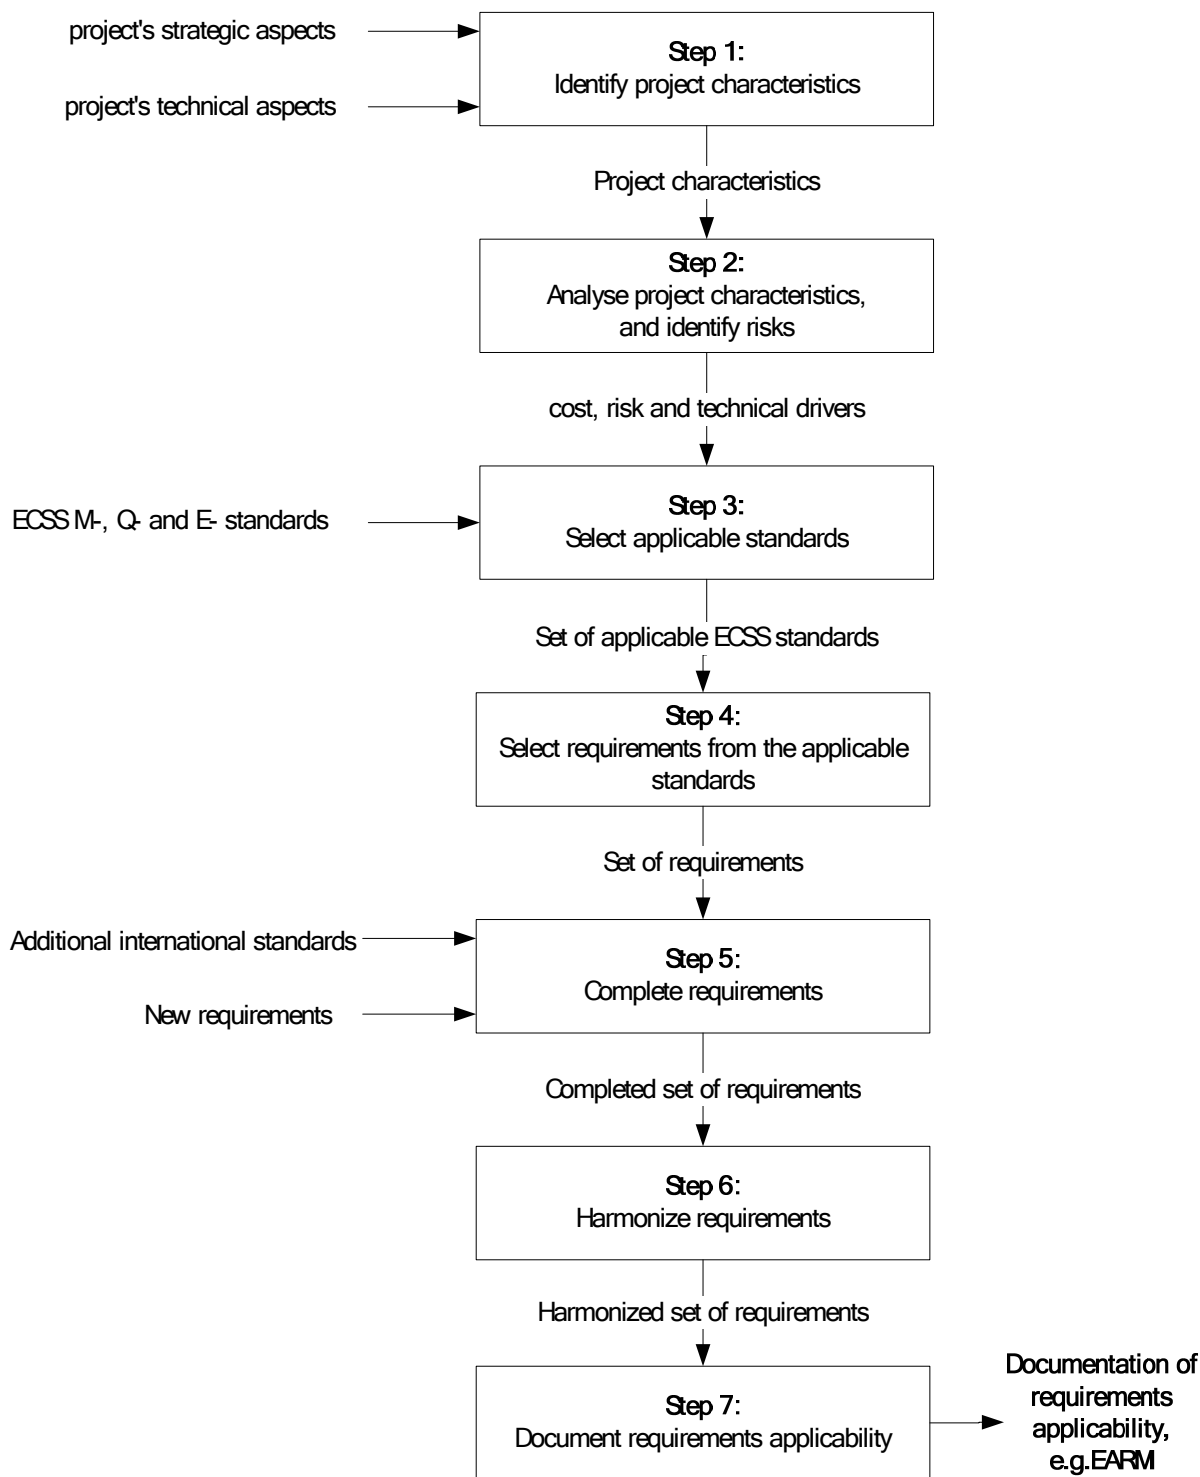 project's strategic aspects
project's technical aspects
Step 1:
Identify project characteristics
Project characteristics
Step 2:
Analyse project characteristics,
and identify risks
cost, risk and technical drivers
ECSS M-, Q- and E- standards
Step 3:
Select applicable standards
Set of applicable ECSS standards
Step 4:
Select requirements from the applicable
standards
Set of requirements
Additional international standards
New requirements
Step 5:
Complete requirements
Completed set of requirements
Step 6:
Harmonize requirements
Harmonized set of requirements
Step 7:
Document requirements applicability
Documentation of
requirements
applicability,
e.g.EARM